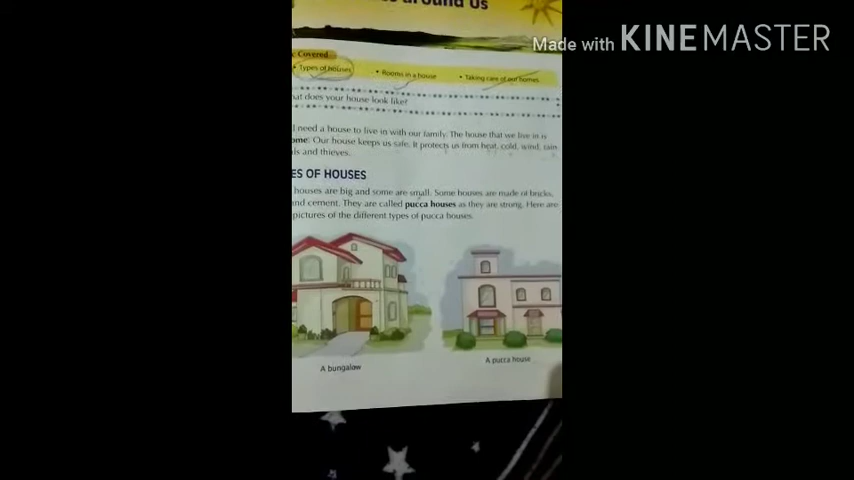 around Us
Made with KINEMASTER
Covered
• Types of houses • Rooms in a house • Taking care of our homes
at does your house look like?
I need a house to live in with our family. The house that we live in is
ome. Our house keeps us safe. It protects us from heat, cold, wind, rain
ls and thieves.
ES OF HOUSES
houses are big and some are small. Some houses are made of bricks,
nd cement. They are called pucca houses as they are strong. Here are
pictures of the different types of pucca houses.
A bungalow
A pucca house